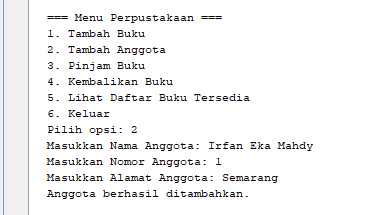 === Menu Perpustakaan ===
1. Tambah Buku
2. Tambah Anggota
3. Pinjam Buku
4. Kembalikan Buku
5. Lihat Daftar Buku Tersedia
6. Keluar
Pilih opsi: 2
Masukkan Nama Anggota: Irfan Eka Mahdy
Masukkan Nomor Anggota: 1
Masukkan Alamat Anggota: Semarang
Anggota berhasil ditambahkan.